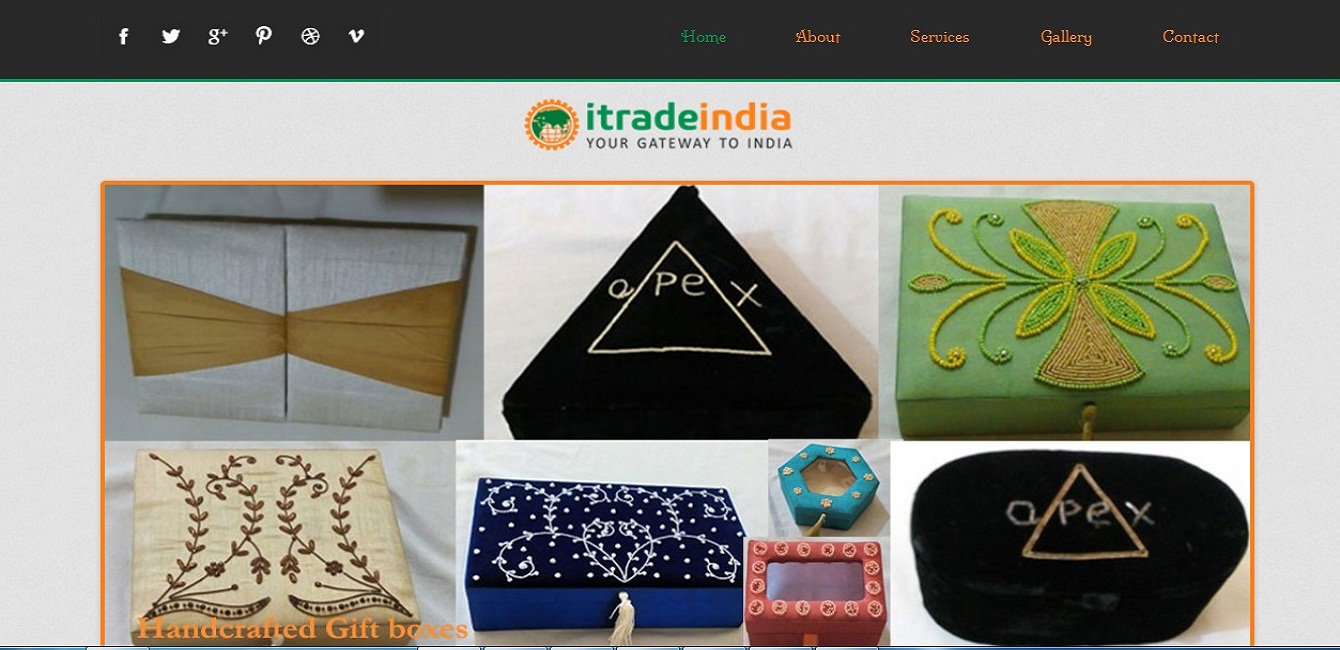 Home About Services Gallery Contact
itradeindia
YOUR GATEWAY TO INDIA
apex
apex
Handcrafted Gift boxes